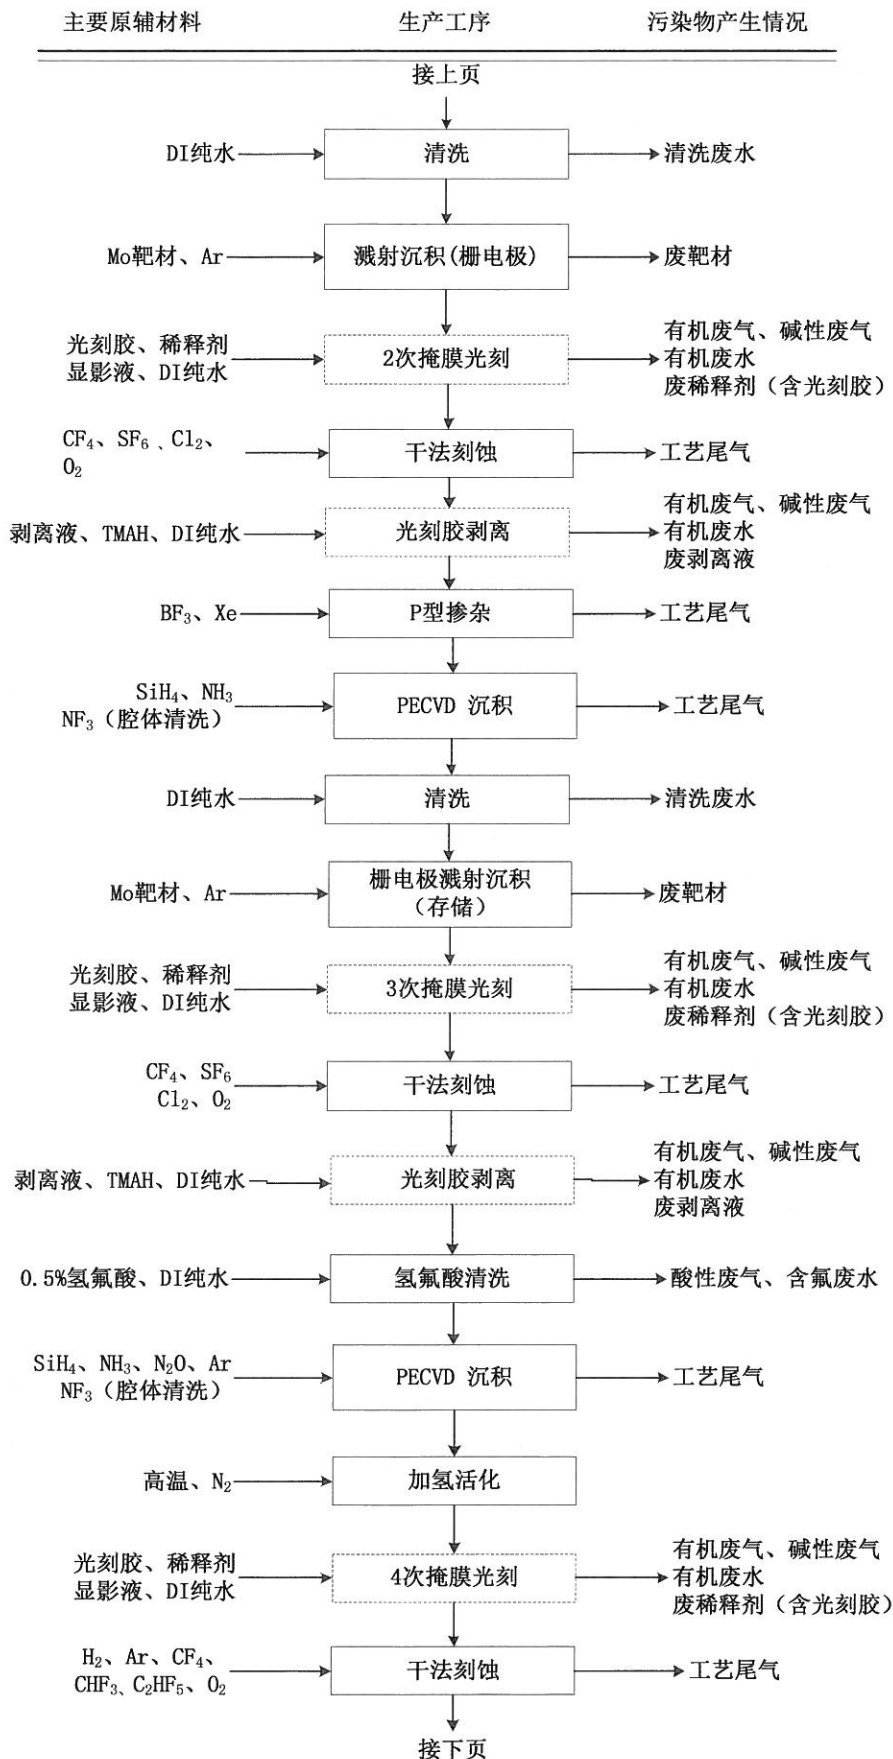 主要原辅材料 生产工序 污染物产生情况
接上页
DI纯水 清洗 清洗废水
Mo靶材、Ar 溅射沉积(栅电极) 废靶材
光刻胶、稀释剂
显影液、DI纯水
2次掩膜光刻
有机废气、碱性废气
有机废水
废稀释剂（含光刻胶）
CF₄、SF₆、Cl₂、
O₂
干法刻蚀
工艺尾气
剥离液、TMAH、DI纯水
光刻胶剥离
有机废气、碱性废气
有机废水
废剥离液
BF₃、Xe P型掺杂 工艺尾气
SiH₄、NH₃
NF₃（腔体清洗）
PECVD 沉积
工艺尾气
DI纯水 清洗 清洗废水
Mo靶材、Ar
栅电极溅射沉积
（存储）
废靶材
光刻胶、稀释剂
显影液、DI纯水
3次掩膜光刻
有机废气、碱性废气
有机废水
废稀释剂（含光刻胶）
CF₄、SF₆
Cl₂、O₂
干法刻蚀
工艺尾气
剥离液、TMAH、DI纯水
光刻胶剥离
有机废气、碱性废气
有机废水
废剥离液
0.5%氢氟酸、DI纯水 氢氟酸清洗 酸性废气、含氟废水
SiH₄、NH₃、N₂O、Ar
NF₃（腔体清洗）
PECVD 沉积
工艺尾气
高温、N₂ 加氢活化
光刻胶、稀释剂
显影液、DI纯水
4次掩膜光刻
有机废气、碱性废气
有机废水
废稀释剂（含光刻胶）
H₂、Ar、CF₄、
CHF₃、C₂HF₅、O₂
干法刻蚀
工艺尾气
接下页